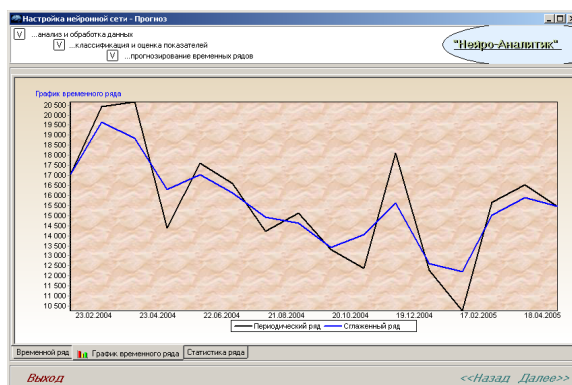 Настройка нейронной сети - Прогноз
V ...анализ и обработка данных
V ...классификация и оценка показателей
V ...прогнозирование временных рядов
"Нейро-Аналитик"
График временного ряда
20 500
20 000
19 500
19 000
18 500
18 000
17 500
17 000
16 500
16 000
15 500
15 000
14 500
14 000
13 500
13 000
12 500
12 000
11 500
11 000
10 500
23.02.2004 23.04.2004 22.06.2004 21.08.2004 20.10.2004 19.12.2004 17.02.2005 18.04.2005
Периодический ряд Сглаженный ряд
Временной ряд График временного ряда Статистика ряда
Выход <<Назад Далее>>